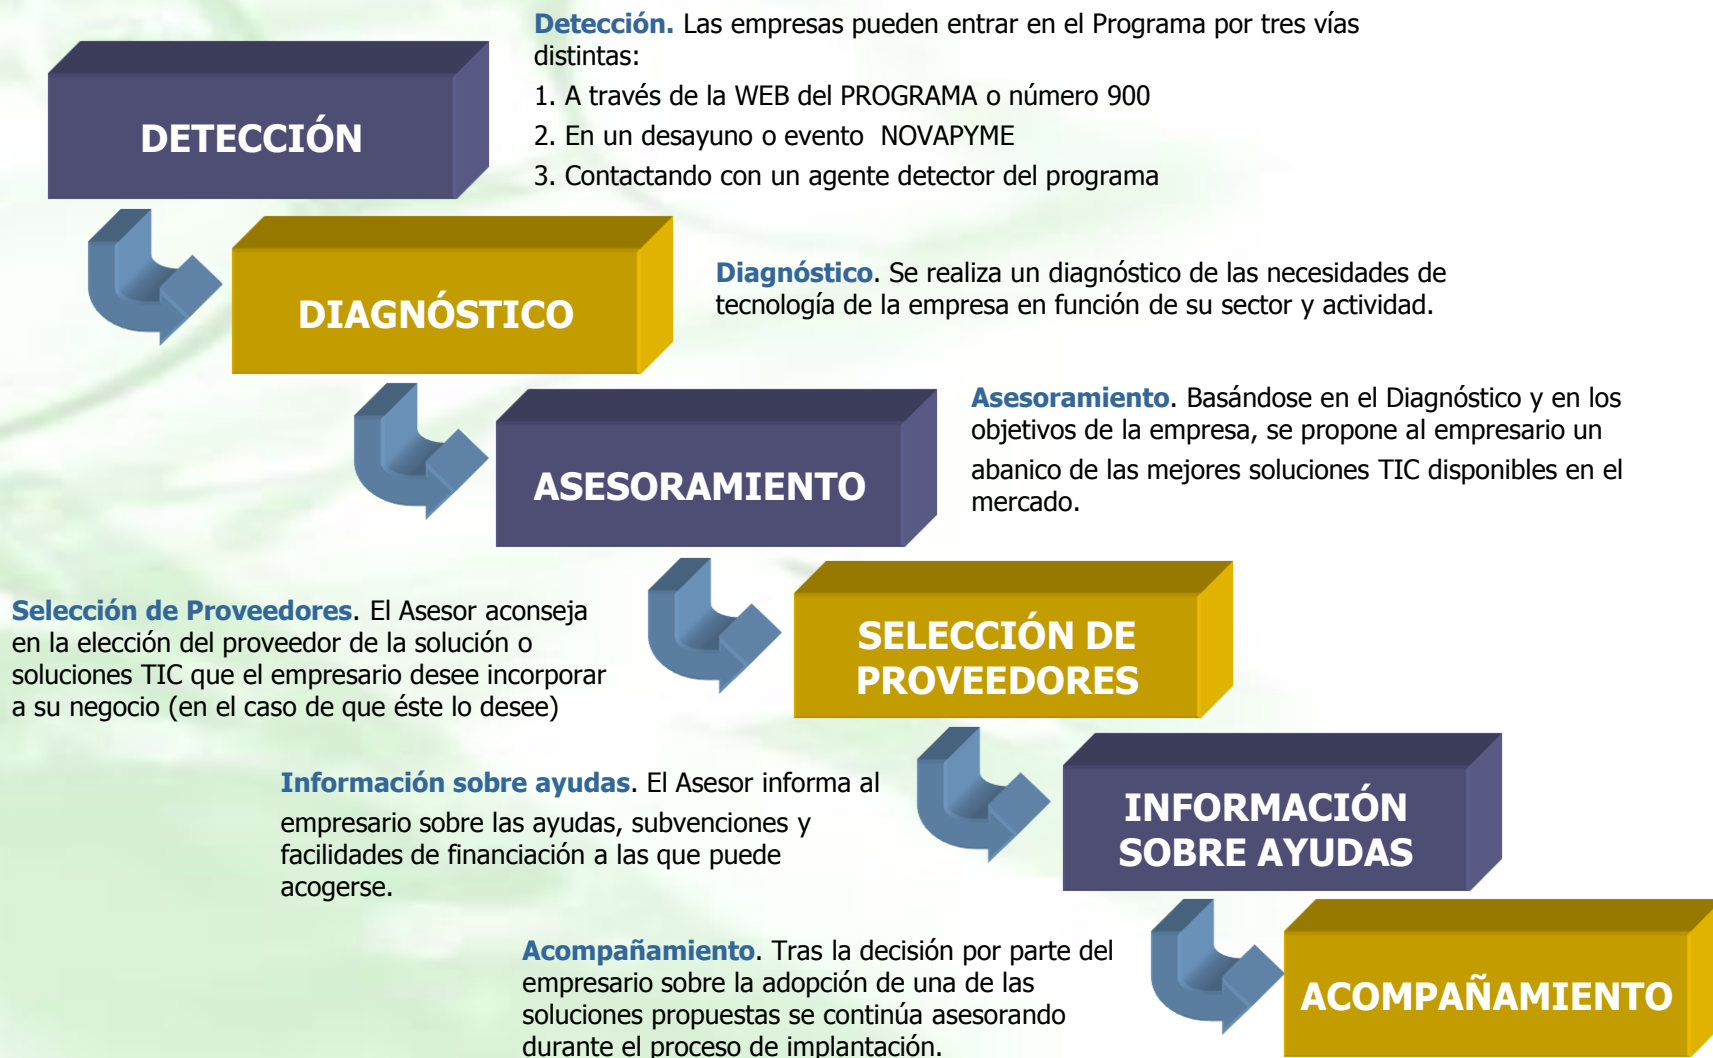 Detección. Las empresas pueden entrar en el Programa por tres vías
distintas:
1. A través de la WEB del PROGRAMA o número 900
2. En un desayuno o evento NOVAPYME
3. Contactando con un agente detector del programa
DETECCIÓN
DIAGNÓSTICO
Diagnóstico. Se realiza un diagnóstico de las necesidades de
tecnología de la empresa en función de su sector y actividad.
ASESORAMIENTO
Asesoramiento. Basándose en el Diagnóstico y en los
objetivos de la empresa, se propone al empresario un
abanico de las mejores soluciones TIC disponibles en el
mercado.
Selección de Proveedores. El Asesor aconseja
en la elección del proveedor de la solución o
soluciones TIC que el empresario desee incorporar
a su negocio (en el caso de que éste lo desee)
SELECCIÓN DE
PROVEEDORES
Información sobre ayudas. El Asesor informa al
empresario sobre las ayudas, subvenciones y
facilidades de financiación a las que puede
acogerse.
INFORMACIÓN
SOBRE AYUDAS
Acompañamiento. Tras la decisión por parte del
empresario sobre la adopción de una de las
soluciones propuestas se continúa asesorando
durante el proceso de implantación.
ACOMPAÑAMIENTO